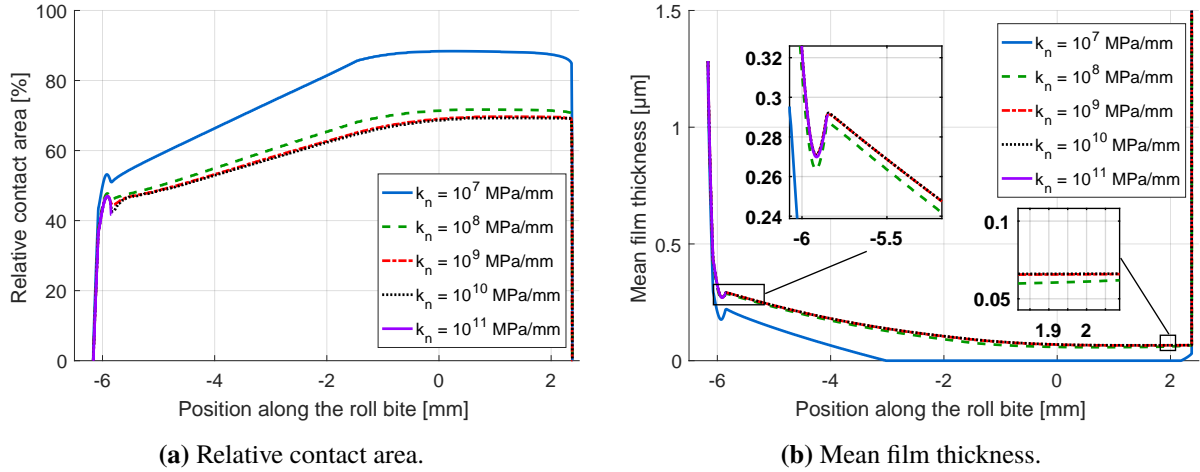 100
80
60
40
20
0
Relative contact area [%]
-6
-4
-2
0
2
Position along the roll bite [mm]
k_n = 10^7 MPa/mm
k_n = 10^8 MPa/mm
k_n = 10^9 MPa/mm
k_n = 10^10 MPa/mm
k_n = 10^11 MPa/mm
(a) Relative contact area.
1.5
1
0.5
0
Mean film thickness [µm]
-6
-4
-2
0
2
Position along the roll bite [mm]
0.32
0.3
0.28
0.26
0.24
-6
-5.5
k_n = 10^7 MPa/mm
k_n = 10^8 MPa/mm
k_n = 10^9 MPa/mm
k_n = 10^10 MPa/mm
k_n = 10^11 MPa/mm
0.1
0.05
1.9
2
(b) Mean film thickness.